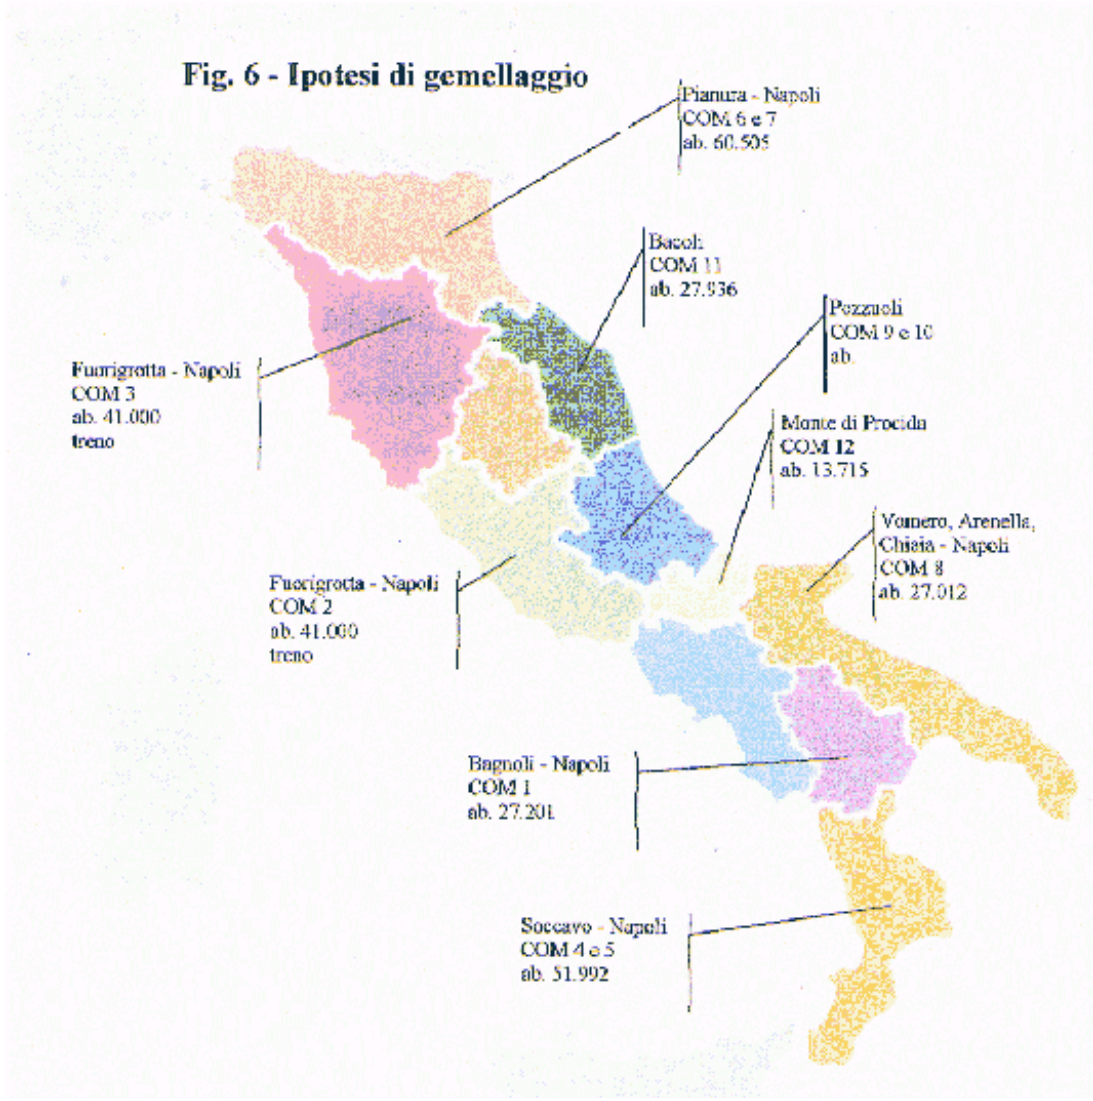 Fig. 6 - Ipotesi di gemellaggio
Pianura - Napoli
COM 6 e 7
ab. 60.505
Bacoli
COM 11
ab. 27.936
Pozzuoli
COM 9 e 10
ab.
Fuorigrotta - Napoli
COM 3
ab. 41.000
treno
Monte di Procida
COM 12
ab. 13.715
Vomero, Arenella,
Chiaia - Napoli
COM 8
ab. 27.012
Fuorigrotta - Napoli
COM 2
ab. 41.000
treno
Bagnoli - Napoli
COM 1
ab. 27.201
Soccavo - Napoli
COM 4 e 5
ab. 51.992